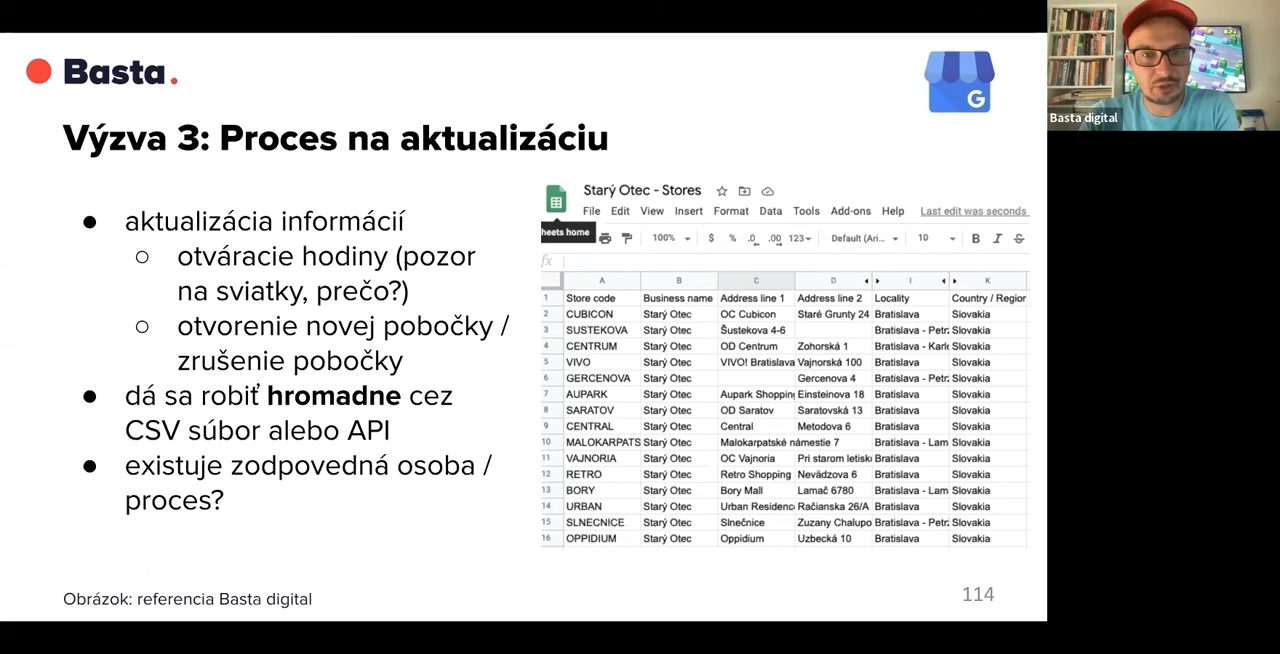 Basta.
G
Výzva 3: Proces na aktualizáciu
● aktualizácia informácií
○ otváracie hodiny (pozor
na sviatky, prečo?)
○ otvorenie novej pobočky /
zrušenie pobočky
● dá sa robiť hromadne cez
CSV súbor alebo API
● existuje zodpovedná osoba /
proces?
Starý Otec - Stores
File Edit View Insert Format Data Tools Add-ons Help Last edit was seconds
heets home 100% $ % .0 .00 123 Default (Ari... 10 B I S
fx
A B C D I K
1 Store code Business name Address line 1 Address line 2 Locality Country / Region
2 CUBICON Starý Otec OC Cubicon Staré Grunty 24 Bratislava Slovakia
3 SUSTEKOVA Starý Otec Šustekova 4-6 Bratislava - Petr Slovakia
4 CENTRUM Starý Otec OD Centrum Zohorská 1 Bratislava - Karl Slovakia
5 VIVO Starý Otec VIVO! Bratislava Vajnorská 100 Bratislava Slovakia
6 GERCENOVA Starý Otec Gercenova 4 Bratislava - Petr Slovakia
7 AUPARK Starý Otec Aupark Shopping Einsteinova 18 Bratislava Slovakia
8 SARATOV Starý Otec OD Saratov Saratovská 13 Bratislava Slovakia
9 CENTRAL Starý Otec Central Metodova 6 Bratislava Slovakia
10 MALOKARPATS Starý Otec Malokarpatské námestie 7 Bratislava - Lam Slovakia
11 VAJNORIA Starý Otec OC Vajnoria Pri starom letisku Bratislava Slovakia
12 RETRO Starý Otec Retro Shopping Nevädzova 6 Bratislava Slovakia
13 BORY Starý Otec Bory Mall Lamač 6780 Bratislava - Lam Slovakia
14 URBAN Starý Otec Urban Residence Račianska 26/A Bratislava Slovakia
15 SLNECNICE Starý Otec Slnečnice Zuzany Chalupo Bratislava - Petr Slovakia
16 OPPIDIUM Starý Otec Oppidium Uzbecká 10 Bratislava Slovakia
Obrázok: referencia Basta digital
114
Basta digital